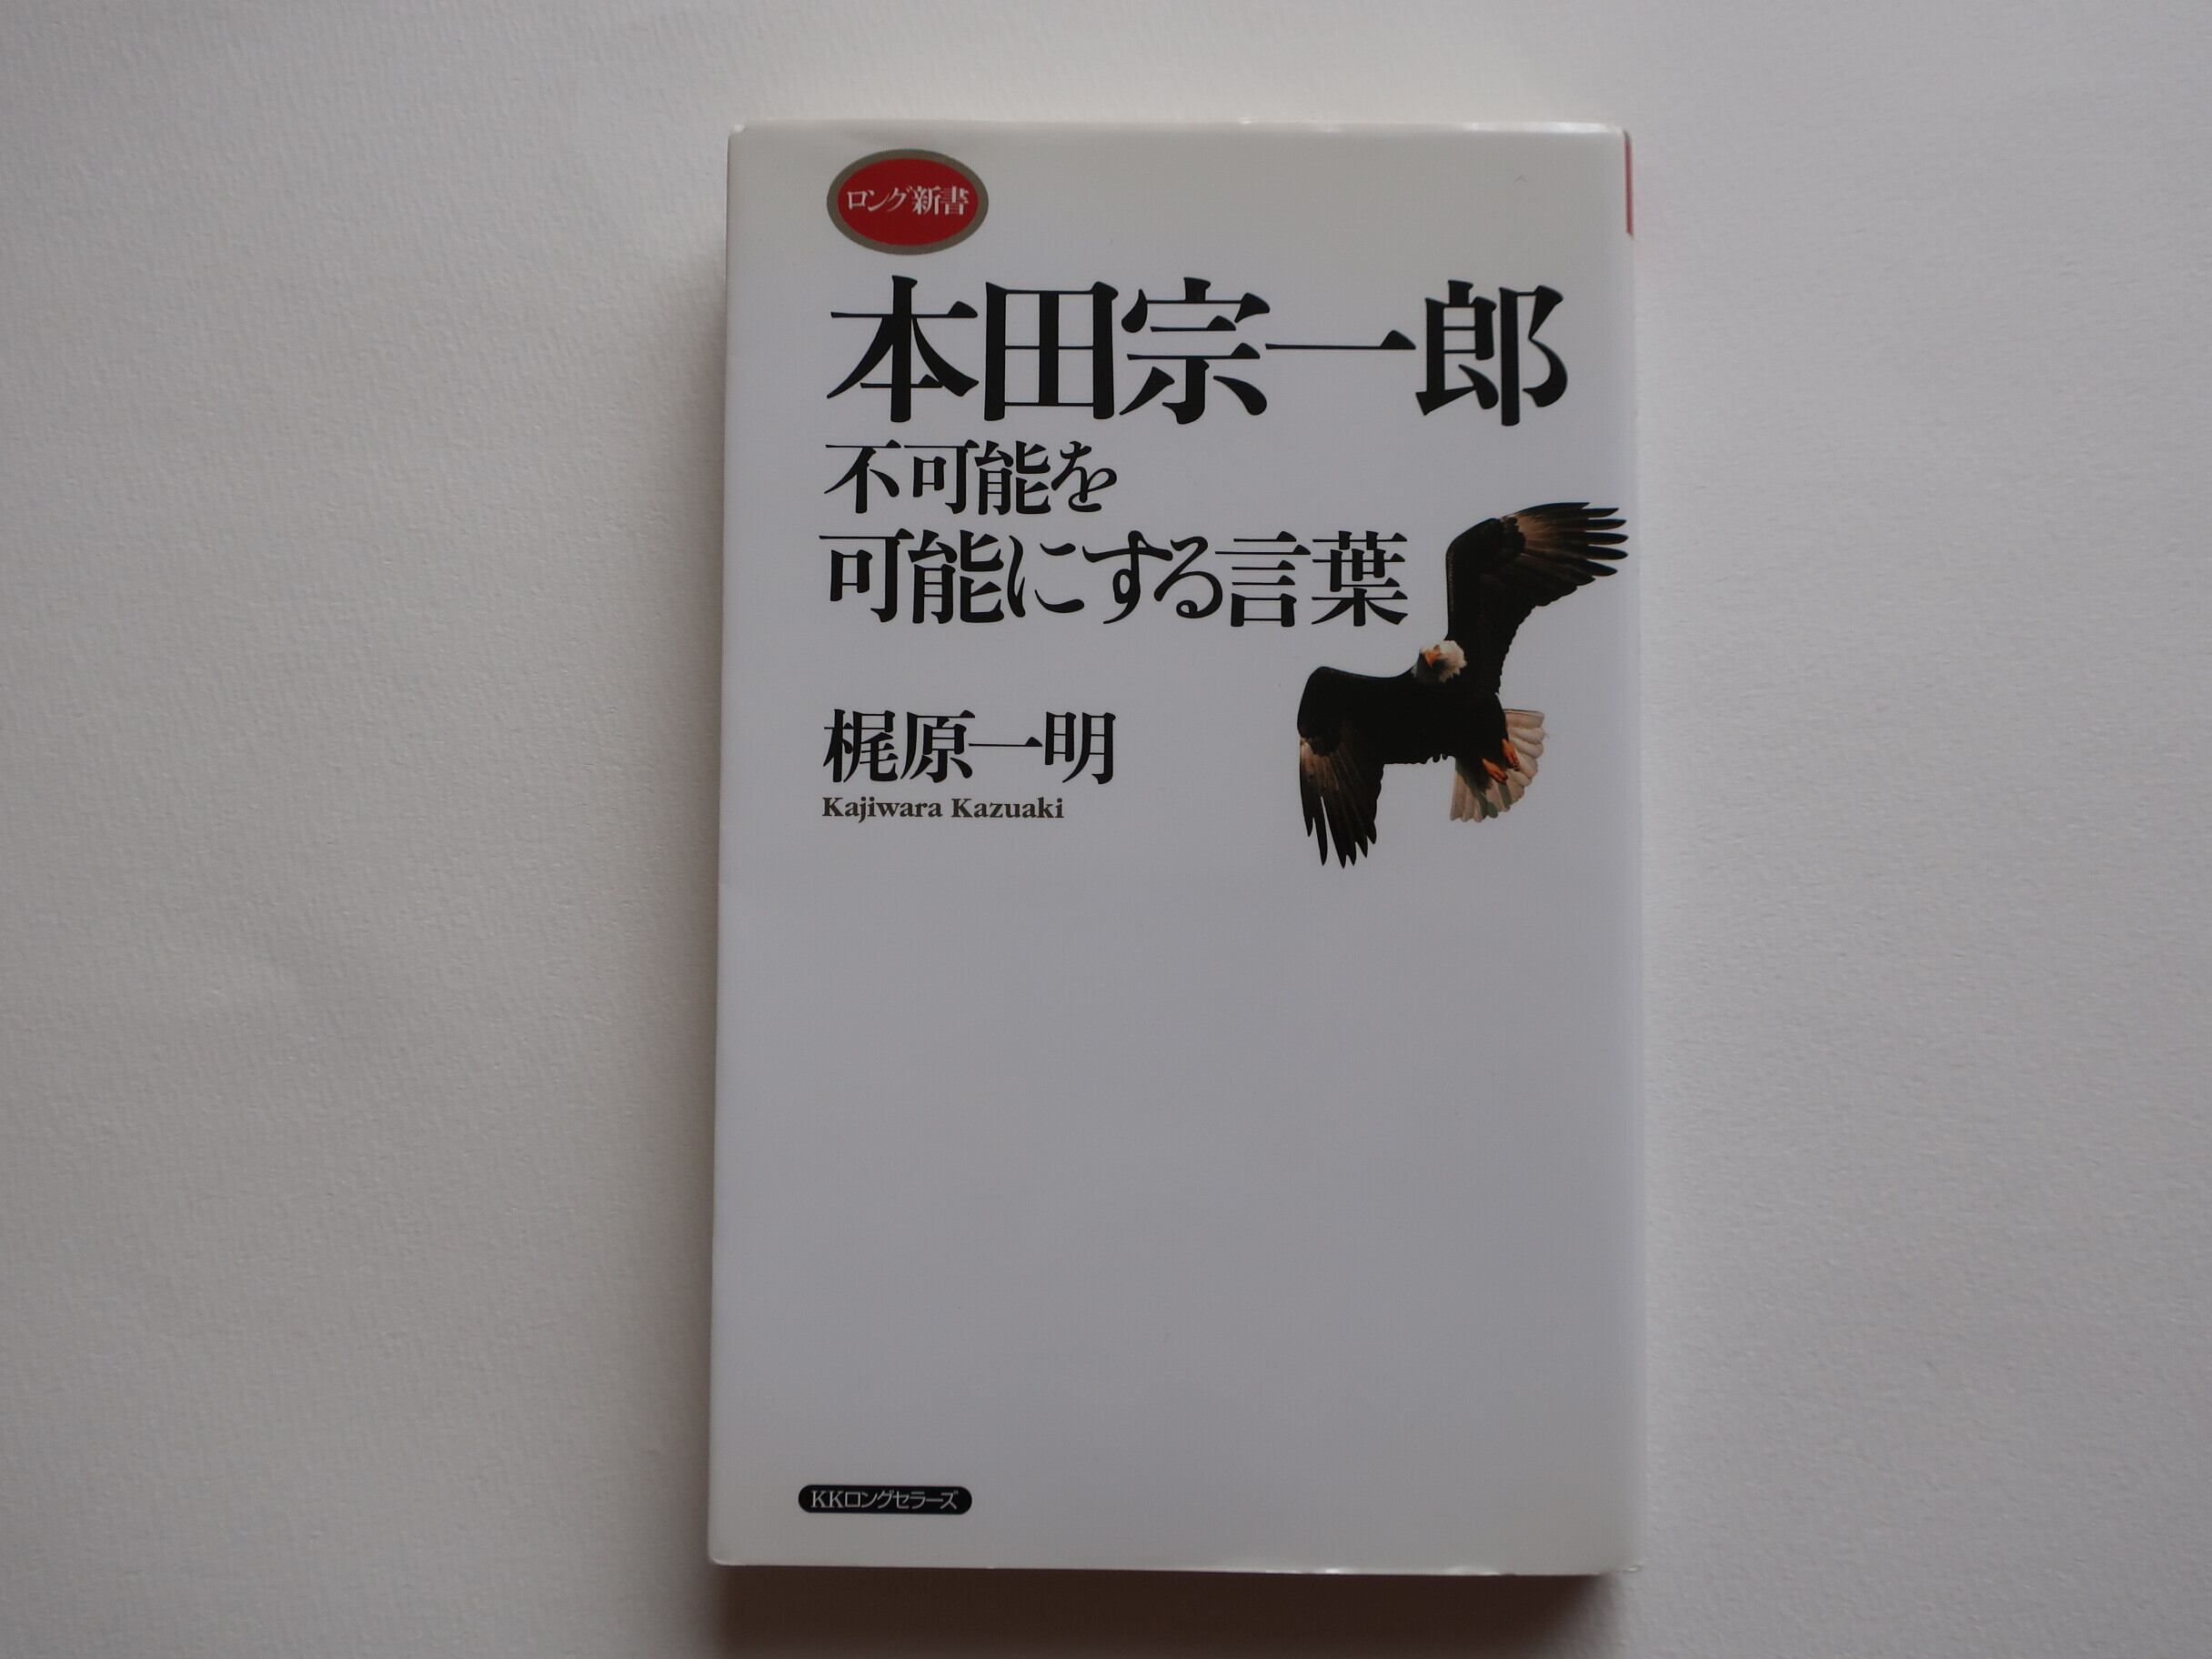 ロング新書
本田宗一郎
不可能を
可能にする言葉
梶原一明
Kajiwara Kazuaki
KKロングセラーズ